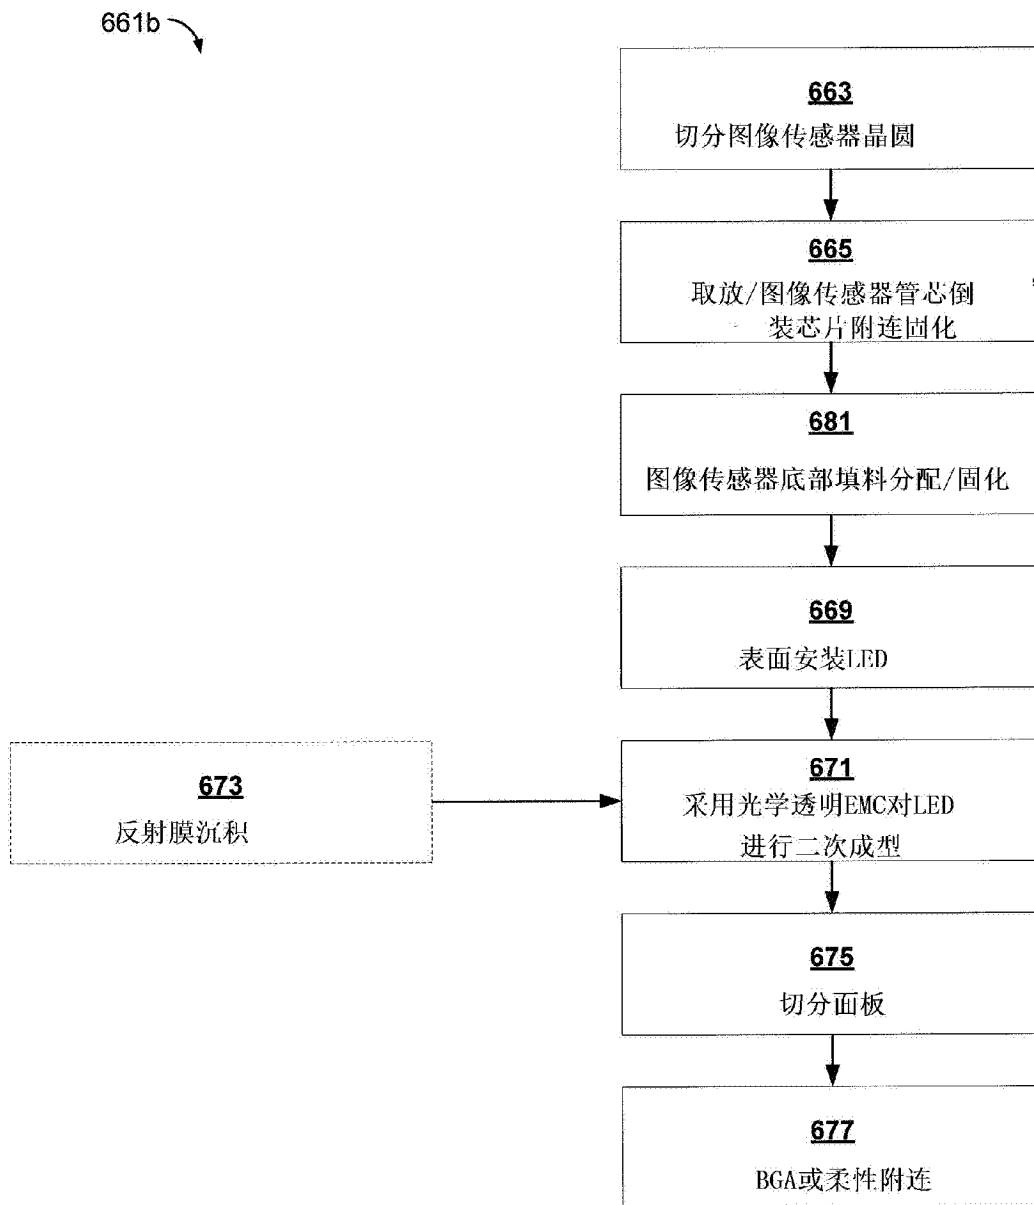 661b
663
切分图像传感器晶圆
665
取放/图像传感器管芯倒
装芯片附连固化
681
图像传感器底部填料分配/固化
669
表面安装LED
673
反射膜沉积
671
采用光学透明EMC对LED
进行二次成型
675
切分面板
677
BGA或柔性附连